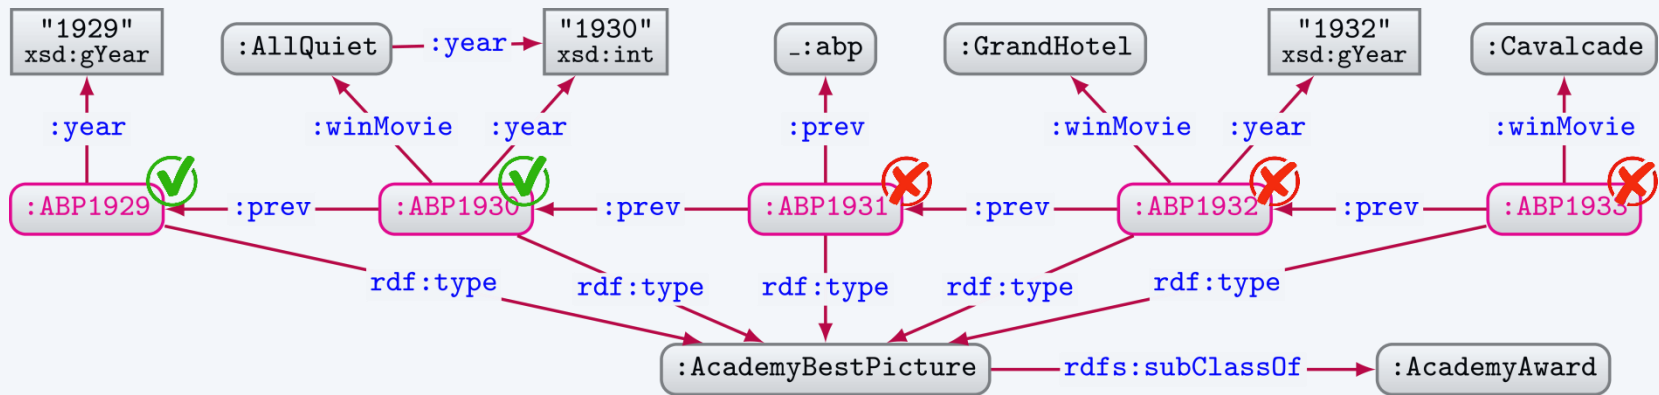 "1929"
xsd:gYear
:AllQuiet
:year
"1930"
xsd:int
_:abp
:GrandHotel
"1932"
xsd:gYear
:Cavalcade
:year
:winMovie
:year
:prev
:winMovie
:year
:winMovie
:ABP1929
:prev
:ABP1930
:prev
:ABP1931
:prev
:ABP1932
:prev
:ABP1933
rdf:type
rdf:type
rdf:type
rdf:type
rdf:type
:AcademyBestPicture
rdfs:subClassOf
:AcademyAward